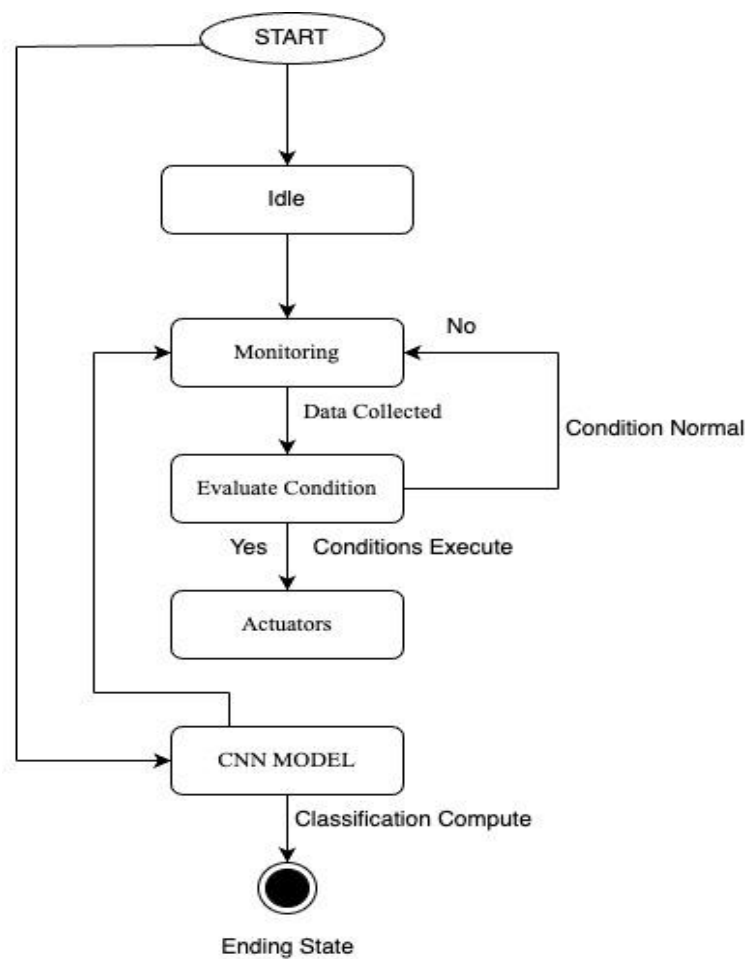 START
Idle
No
Monitoring
Data Collected
Condition Normal
Evaluate Condition
Yes Conditions Execute
Actuators
CNN MODEL
Classification Compute
Ending State